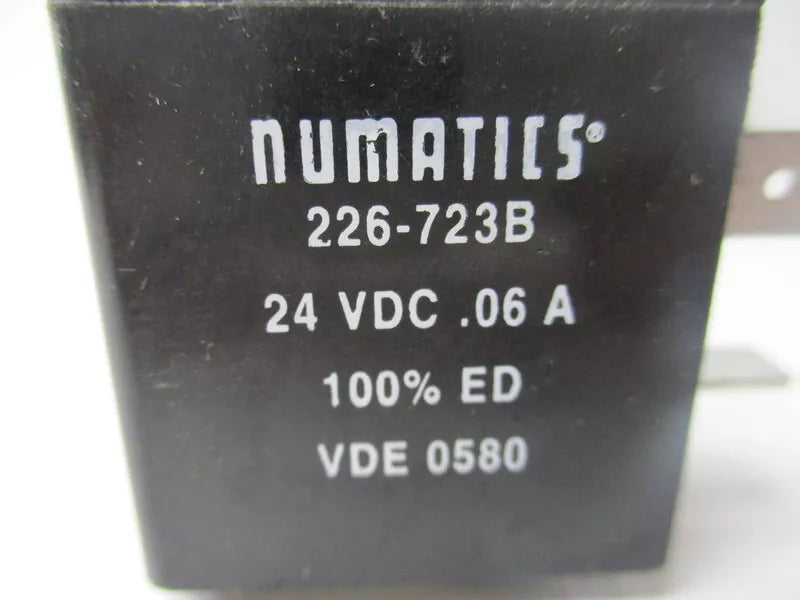 NUMATICS®
226-723B
24 VDC .06 A
100% ED
VDE 0580